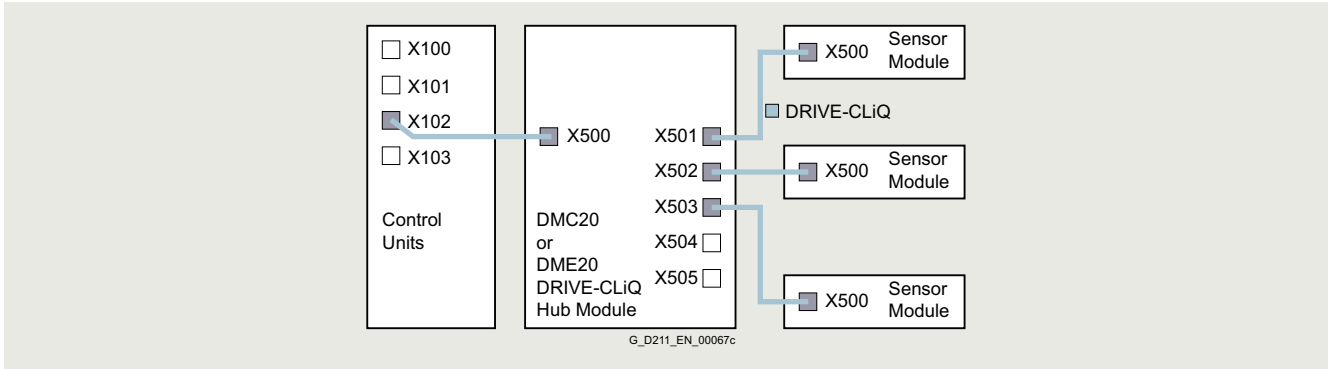 X100
X101
X102
X103
Control
Units
X500
X501
X502
X503
X504
X505
DMC20
or
DME20
DRIVE-CLiQ
Hub Module
X500
Sensor
Module
DRIVE-CLiQ
X500
Sensor
Module
X500
Sensor
Module
G_D211_EN_00067c